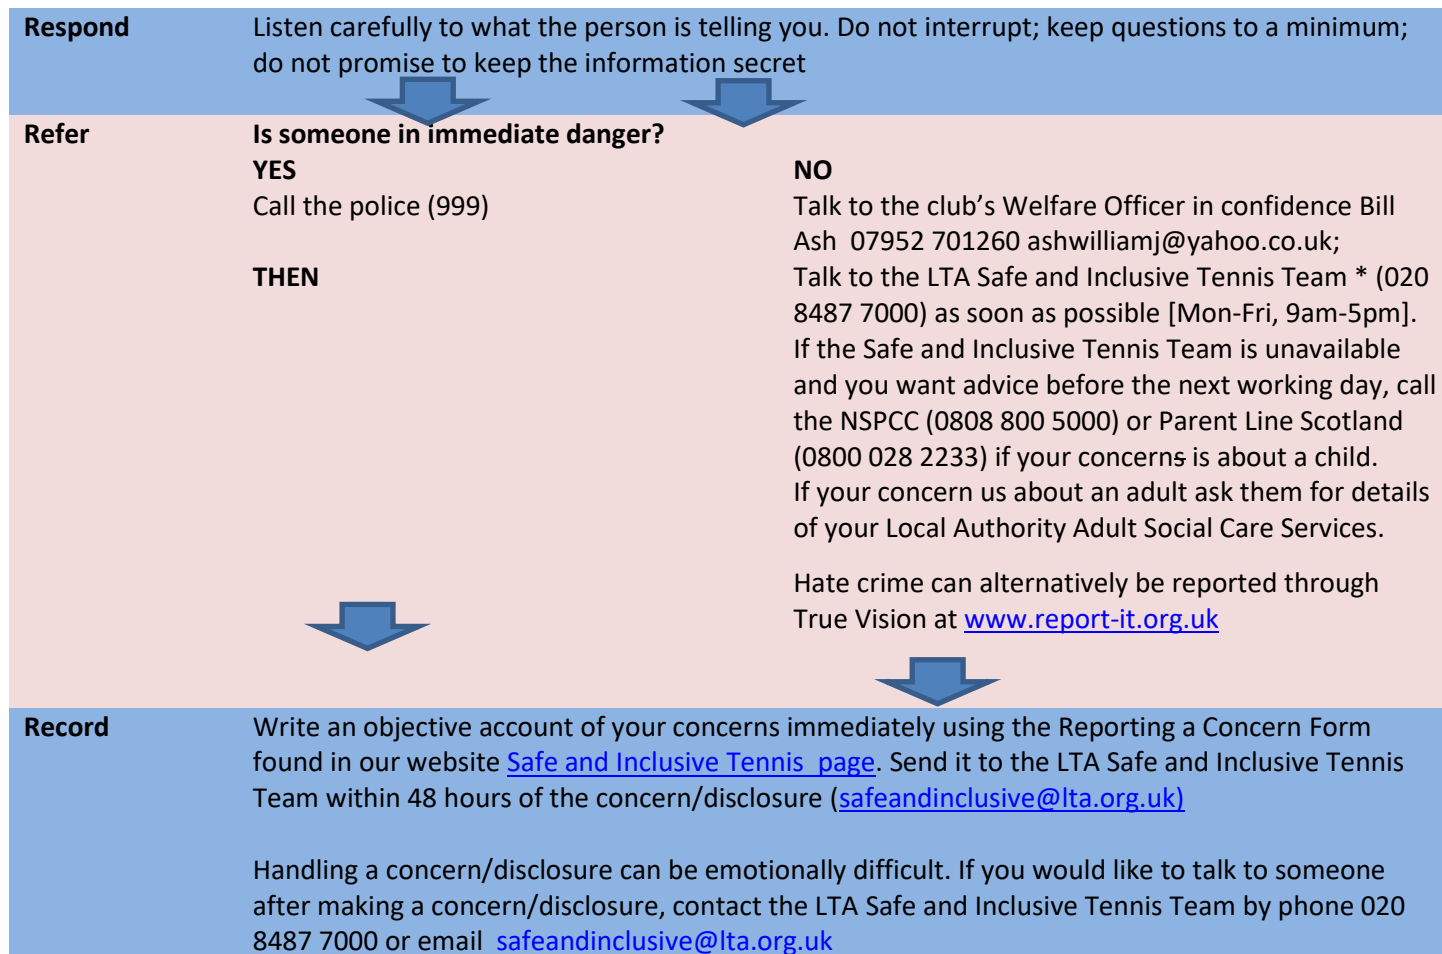 Respond
Listen carefully to what the person is telling you. Do not interrupt; keep questions to a minimum;
do not promise to keep the information secret
Refer
Is someone in immediate danger?
YES
Call the police (999)
THEN
NO
Talk to the club’s Welfare Officer in confidence Bill
Ash 07952 701260 ashwilliamj@yahoo.co.uk;
Talk to the LTA Safe and Inclusive Tennis Team * (020
8487 7000) as soon as possible [Mon-Fri, 9am-5pm].
If the Safe and Inclusive Tennis Team is unavailable
and you want advice before the next working day, call
the NSPCC (0808 800 5000) or Parent Line Scotland
(0800 028 2233) if your concerns is about a child.
If your concern us about an adult ask them for details
of your Local Authority Adult Social Care Services.
Hate crime can alternatively be reported through
True Vision at www.report-it.org.uk
Record
Write an objective account of your concerns immediately using the Reporting a Concern Form
found in our website Safe and Inclusive Tennis page. Send it to the LTA Safe and Inclusive Tennis
Team within 48 hours of the concern/disclosure (safeandinclusive@lta.org.uk)
Handling a concern/disclosure can be emotionally difficult. If you would like to talk to someone
after making a concern/disclosure, contact the LTA Safe and Inclusive Tennis Team by phone 020
8487 7000 or email safeandinclusive@lta.org.uk